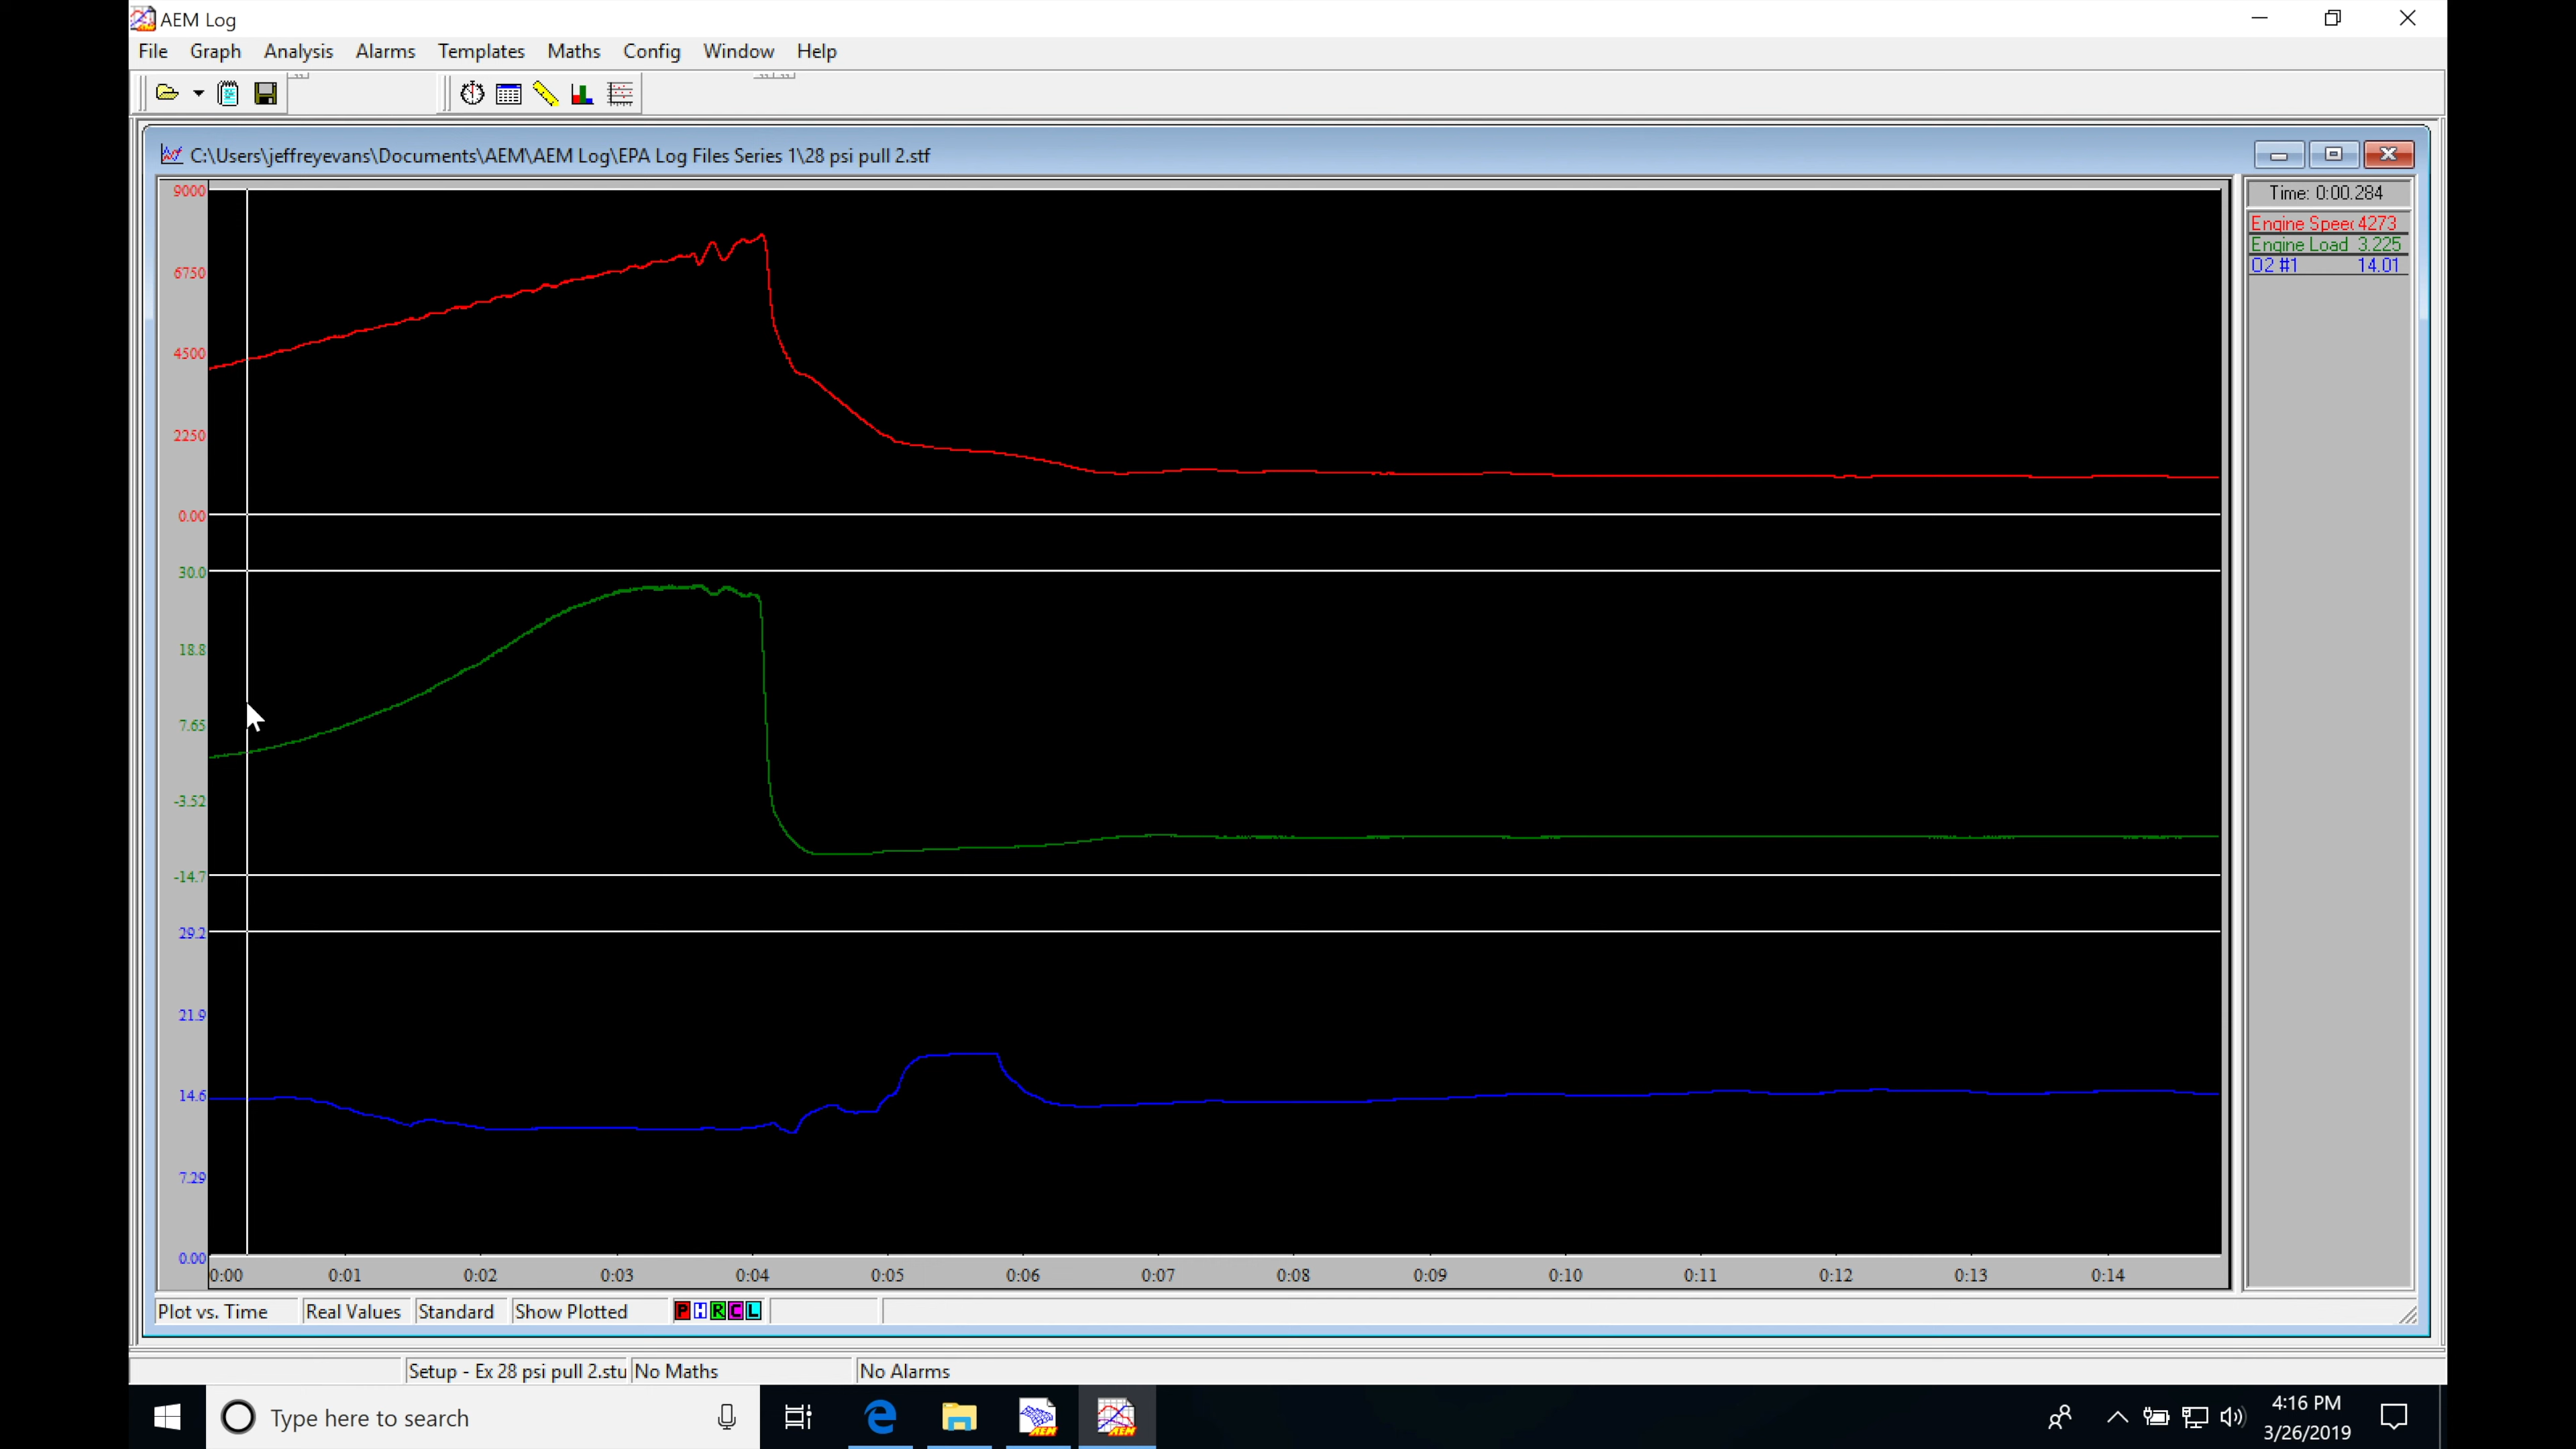 AEM Log
File Graph Analysis Alarms Templates Maths Config Window Help
C:\Users\jeffreyevans\Documents\AEM\AEM Log\EPA Log Files Series 1\28 psi pull 2.stf
Time: 0:00.284
Engine Speec 4273
Engine Load 3.225
O2 #1 14.01
9000
6750
4500
2250
0.00
30.0
18.8
7.65
-3.52
-14.7
29.2
21.9
14.6
7.29
0.00
0:00 0:01 0:02 0:03 0:04 0:05 0:06 0:07 0:08 0:09 0:10 0:11 0:12 0:13 0:14
Plot vs. Time Real Values Standard Show Plotted P H R C L
Setup - Ex 28 psi pull 2.stu No Maths No Alarms
Type here to search
4:16 PM
3/26/2019